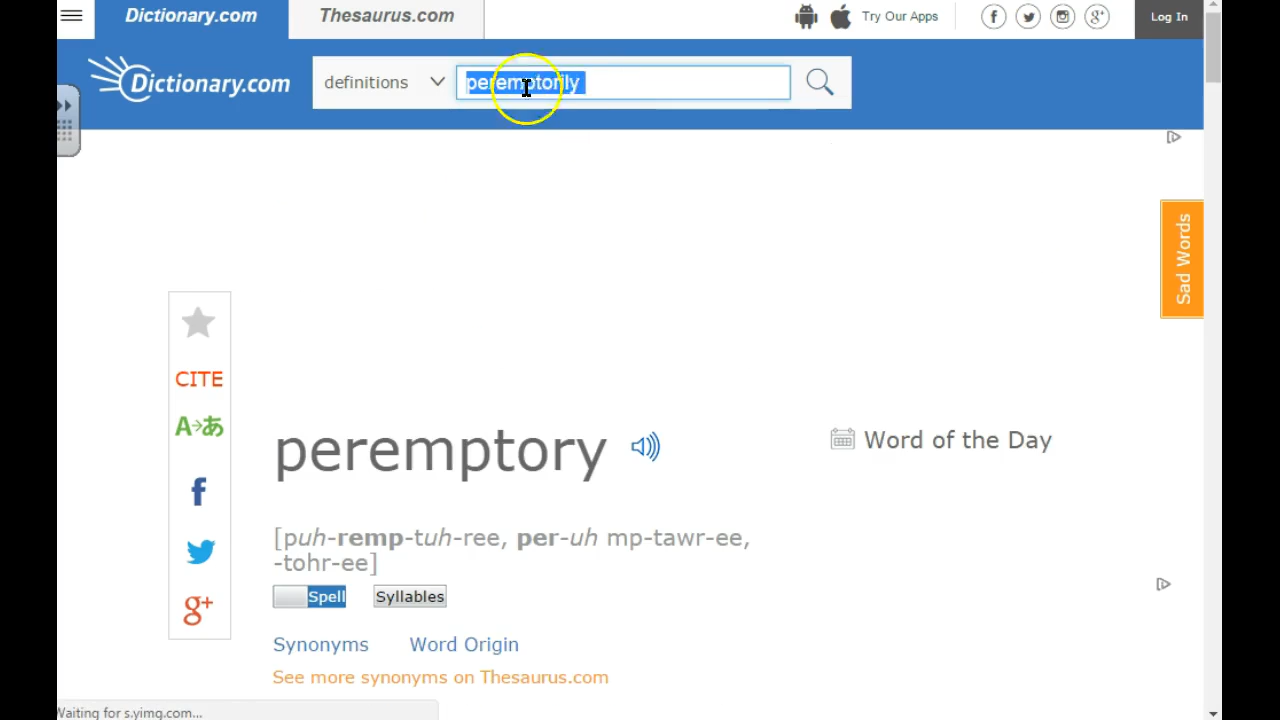 Dictionary.com
Thesaurus.com
Try Our Apps
Log In
Dictionary.com
definitions
peremptorily
Sad Words
CITE
A→あ
peremptory
Word of the Day
[puh-remp-tuh-ree, per-uh mp-tawr-ee,
-tohr-ee]
Spell
Syllables
Synonyms
Word Origin
See more synonyms on Thesaurus.com
Waiting for s.yimg.com...